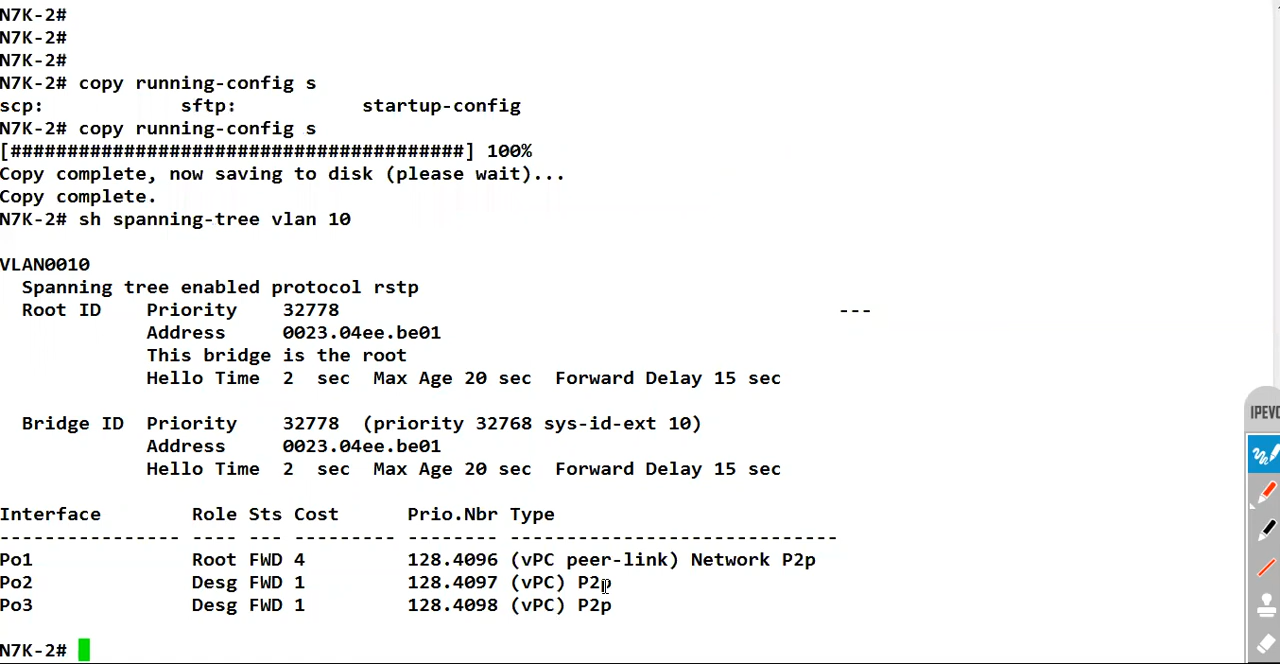 N7K-2#
N7K-2#
N7K-2#
N7K-2# copy running-config s
scp:             sftp:            startup-config
N7K-2# copy running-config s
[########################################] 100%
Copy complete, now saving to disk (please wait)...
Copy complete.
N7K-2# sh spanning-tree vlan 10

VLAN0010
  Spanning tree enabled protocol rstp
  Root ID    Priority    32778                                            ---
             Address     0023.04ee.be01
             This bridge is the root
             Hello Time  2  sec  Max Age 20 sec  Forward Delay 15 sec

  Bridge ID  Priority    32778  (priority 32768 sys-id-ext 10)
             Address     0023.04ee.be01
             Hello Time  2  sec  Max Age 20 sec  Forward Delay 15 sec

Interface        Role Sts Cost      Prio.Nbr Type
---------------- ---- --- --------- -------- -----------------------------
Po1              Root FWD 4         128.4096 (vPC peer-link) Network P2p
Po2              Desg FWD 1         128.4097 (vPC) P2p
Po3              Desg FWD 1         128.4098 (vPC) P2p

N7K-2#